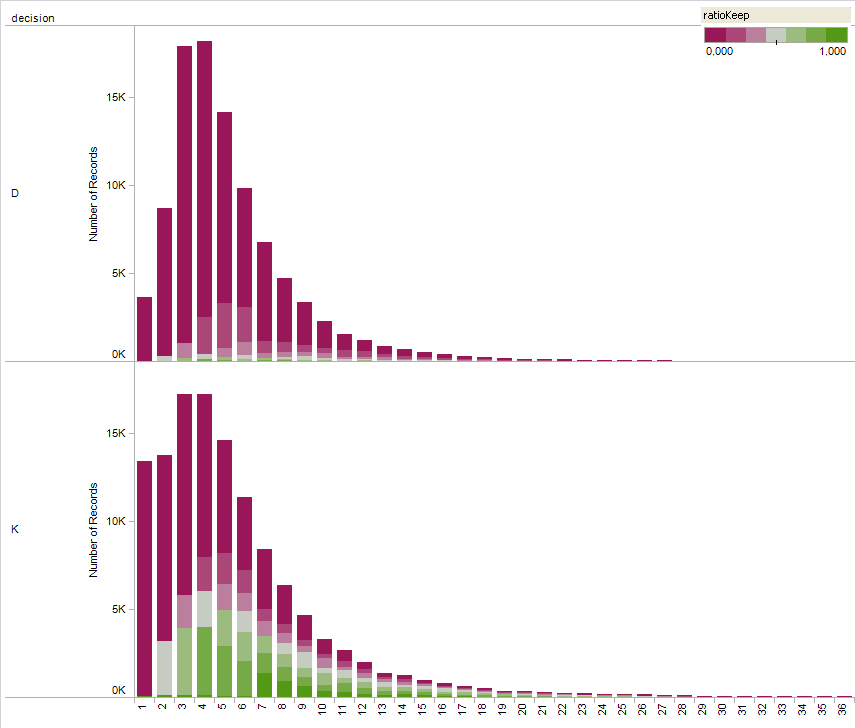 decision
ratioKeep
0,000 1,000
D
Number of Records
15K
10K
5K
0K
K
Number of Records
15K
10K
5K
0K
1 2 3 4 5 6 7 8 9 10 11 12 13 14 15 16 17 18 19 20 21 22 23 24 25 26 27 28 29 30 31 32 33 34 35 36